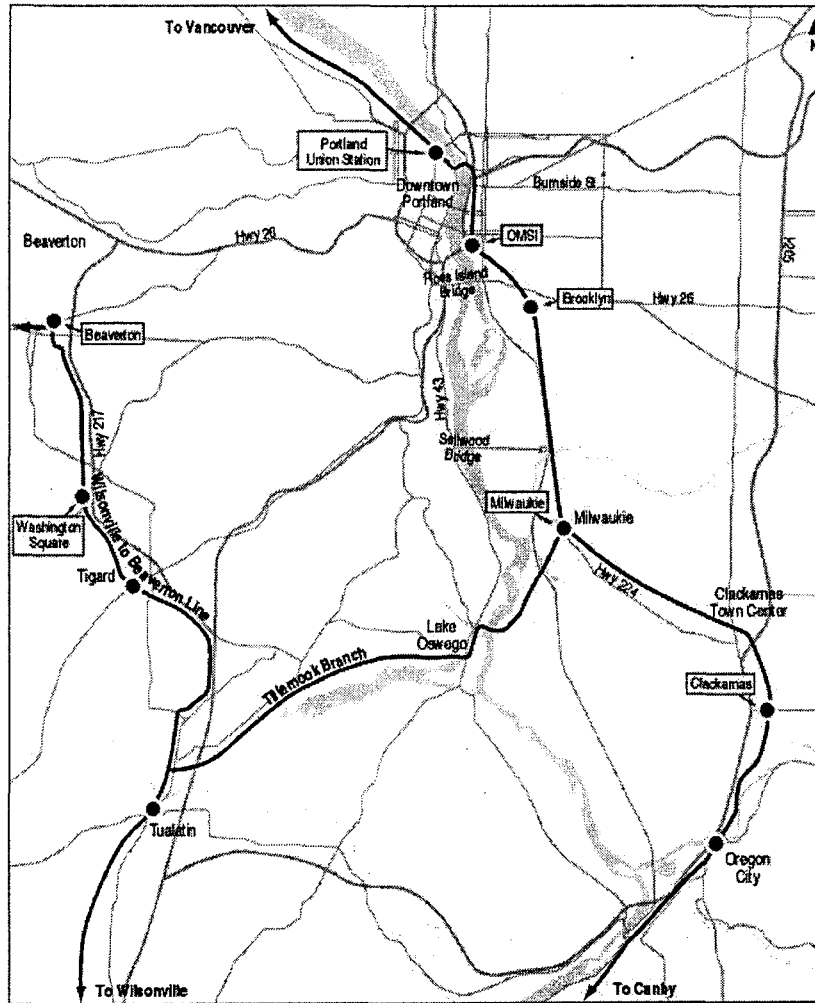 To Vancouver
N
Portland
Union Station
Downtown
Portland
Burnside St
OMSI
Beaverton
Hwy 26
Ross Island
Bridge
I-205
Brooklyn
Hwy 26
Beaverton
Hwy 43
Hwy 217
Sellwood
Bridge
Washington
Square
Wilsonville to Beaverton Line
Milwaukie
Milwaukie
Tigard
Hwy 224
Clackamas
Town Center
Lake
Oswego
Tillamook Branch
Clackamas
Tualatin
Oregon
City
To Wilsonville
To Canby